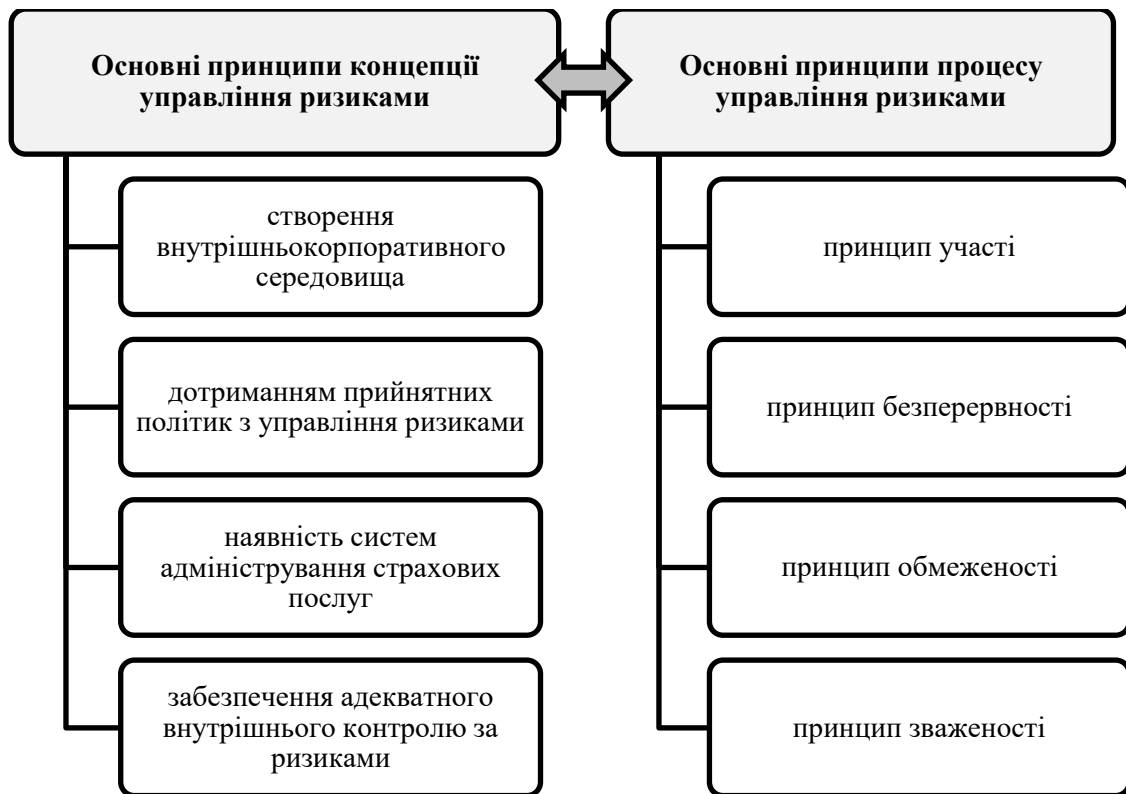 Основні принципи концепції
управління ризиками
створення
внутрішньокорпоративного
середовища
дотриманням прийнятних
політик з управління ризиками
наявність систем
адміністрування страхових
послуг
забезпечення адекватного
внутрішнього контролю за
ризиками
Основні принципи процесу
управління ризиками
принцип участі
принцип безперервності
принцип обмеженості
принцип зваженості